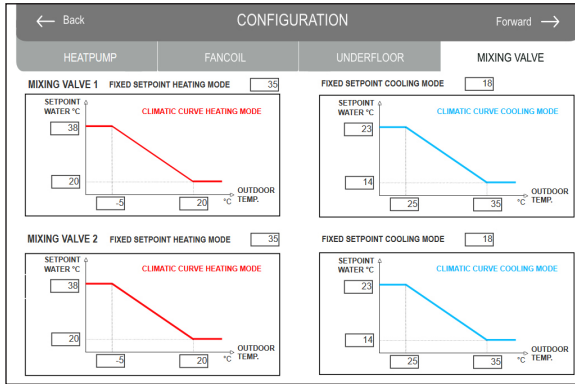 ← Back CONFIGURATION Forward →
HEATPUMP FANCOIL UNDERFLOOR MIXING VALVE
MIXING VALVE 1 FIXED SETPOINT HEATING MODE 35
SETPOINT
WATER °C
CLIMATIC CURVE HEATING MODE
38
20
OUTDOOR
TEMP.
-5 20 °C
FIXED SETPOINT COOLING MODE 18
SETPOINT
WATER °C
CLIMATIC CURVE COOLING MODE
23
14
OUTDOOR
TEMP.
25 35 °C
MIXING VALVE 2 FIXED SETPOINT HEATING MODE 35
SETPOINT
WATER °C
CLIMATIC CURVE HEATING MODE
38
20
OUTDOOR
TEMP.
-5 20 °C
FIXED SETPOINT COOLING MODE 18
SETPOINT
WATER °C
CLIMATIC CURVE COOLING MODE
23
14
OUTDOOR
TEMP.
25 35 °C